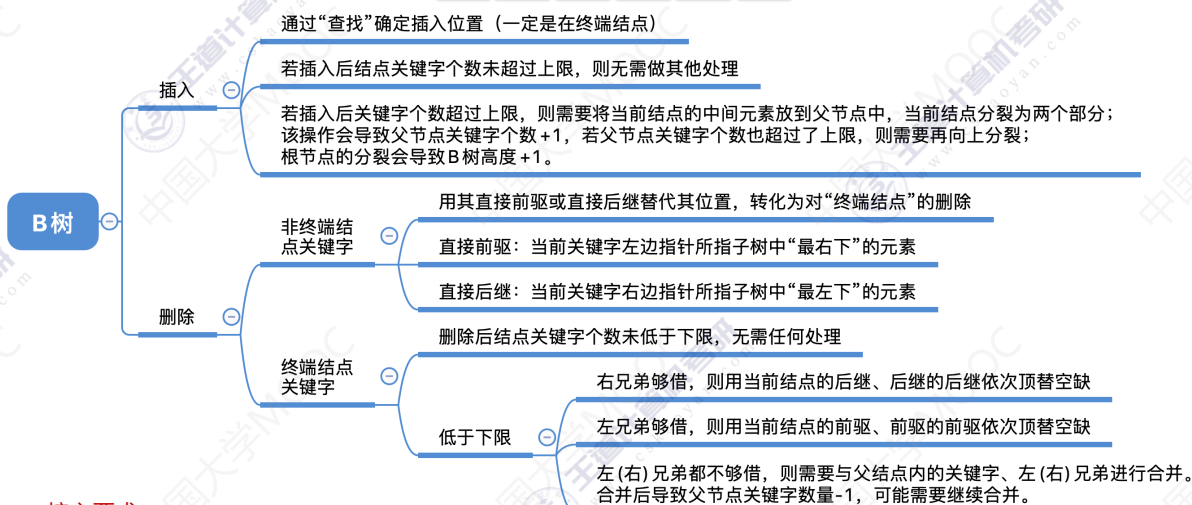 通过“查找”确定插入位置（一定是在终端结点）
插入
若插入后结点关键字个数未超过上限，则无需做其他处理
若插入后关键字个数超过上限，则需要将当前结点的中间元素放到父节点中，当前结点分裂为两个部分；
该操作会导致父节点关键字个数+1，若父节点关键字个数也超过了上限，则需要再向上分裂；
根节点的分裂会导致B树高度+1。
B树
删除
非终端结
点关键字
用其直接前驱或直接后继替代其位置，转化为对“终端结点”的删除
直接前驱：当前关键字左边指针所指子树中“最右下”的元素
直接后继：当前关键字右边指针所指子树中“最左下”的元素
终端结点
关键字
删除后结点关键字个数未低于下限，无需任何处理
低于下限
右兄弟够借，则用当前结点的后继、后继的后继依次顶替空缺
左兄弟够借，则用当前结点的前驱、前驱的前驱依次顶替空缺
左(右)兄弟都不够借，则需要与父结点内的关键字、左(右)兄弟进行合并。
合并后导致父节点关键字数量-1，可能需要继续合并。
王道计算机考研
中国大学MOOC